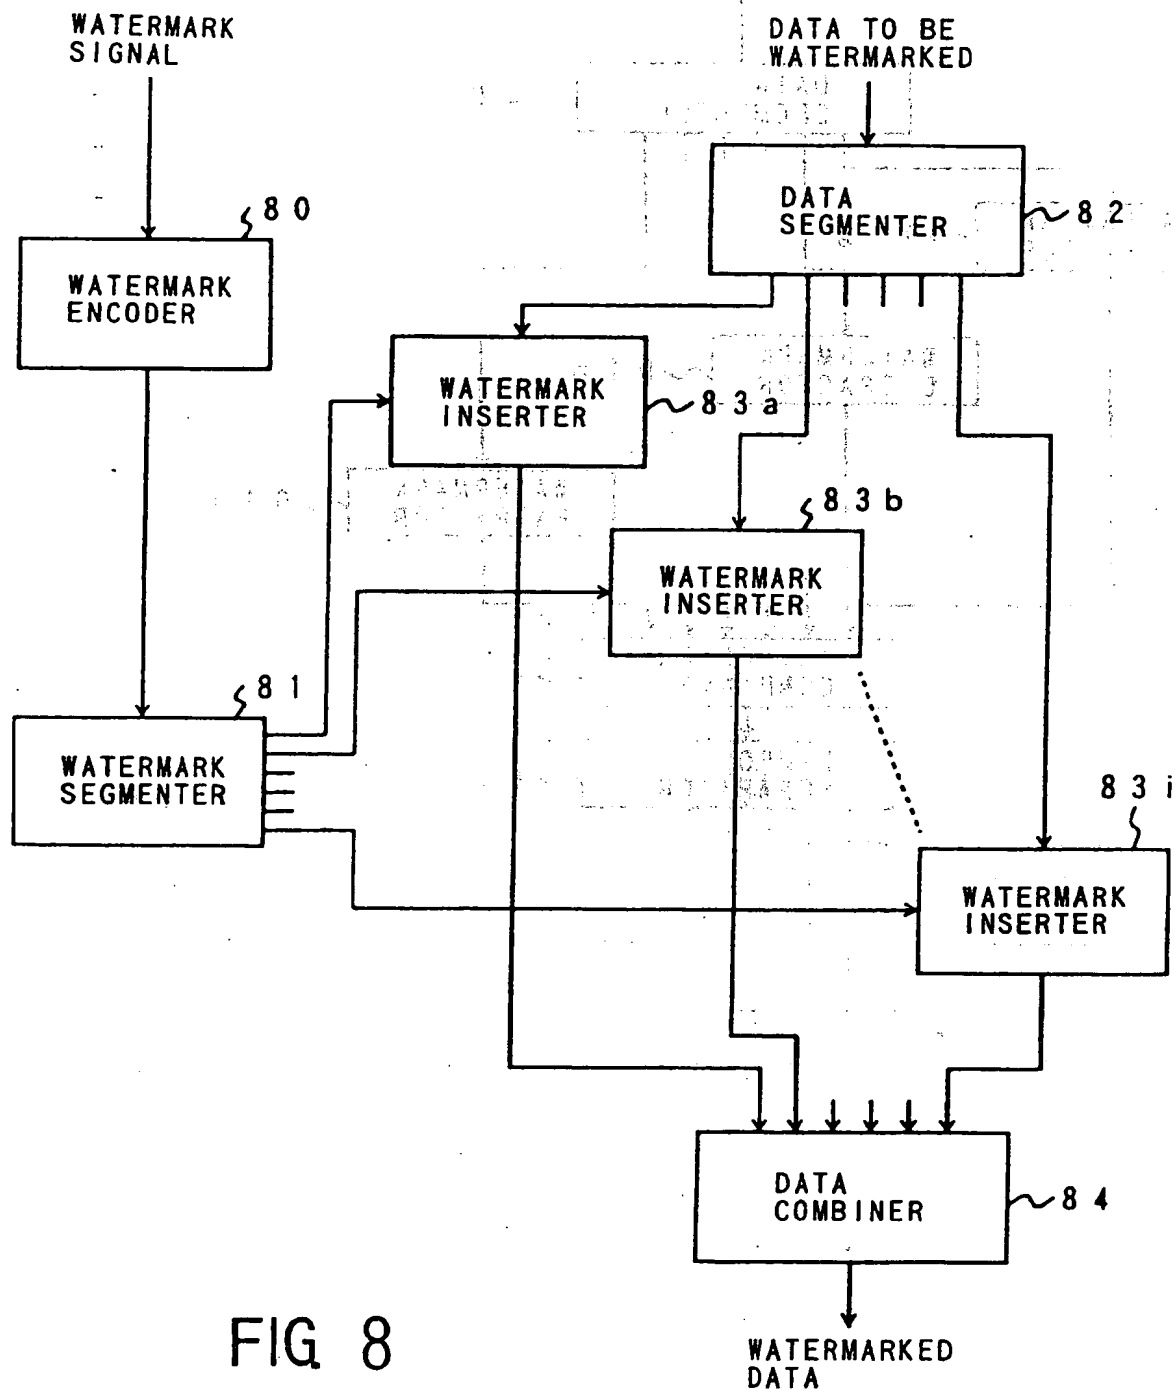 WATERMARK
SIGNAL
DATA TO BE
WATERMARKED
80
WATERMARK
ENCODER
DATA
SEGMENTER
82
WATERMARK
INSERTER
83a
83b
WATERMARK
INSERTER
81
WATERMARK
SEGMENTER
83i
WATERMARK
INSERTER
DATA
COMBINER
84
WATERMARKED
DATA
FIG. 8